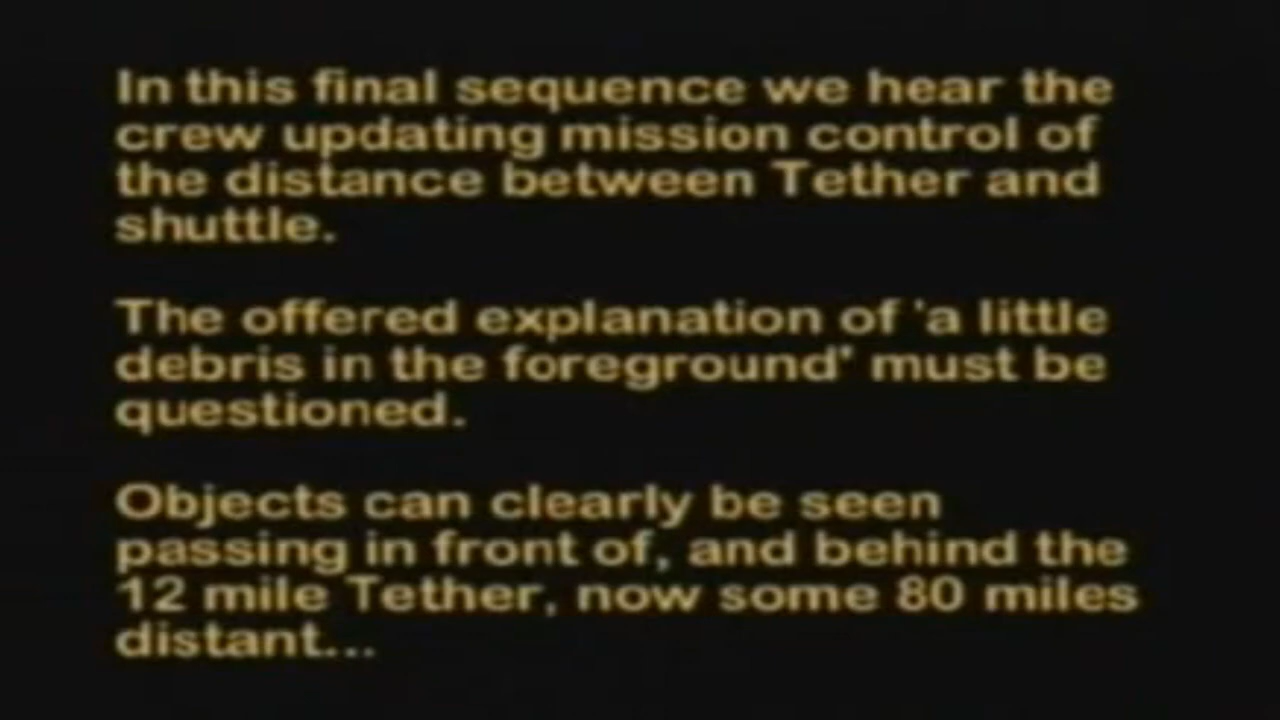 In this final sequence we hear the
crew updating mission control of
the distance between Tether and
shuttle.
The offered explanation of 'a little
debris in the foreground' must be
questioned.
Objects can clearly be seen
passing in front of, and behind the
12 mile Tether, now some 80 miles
distant...